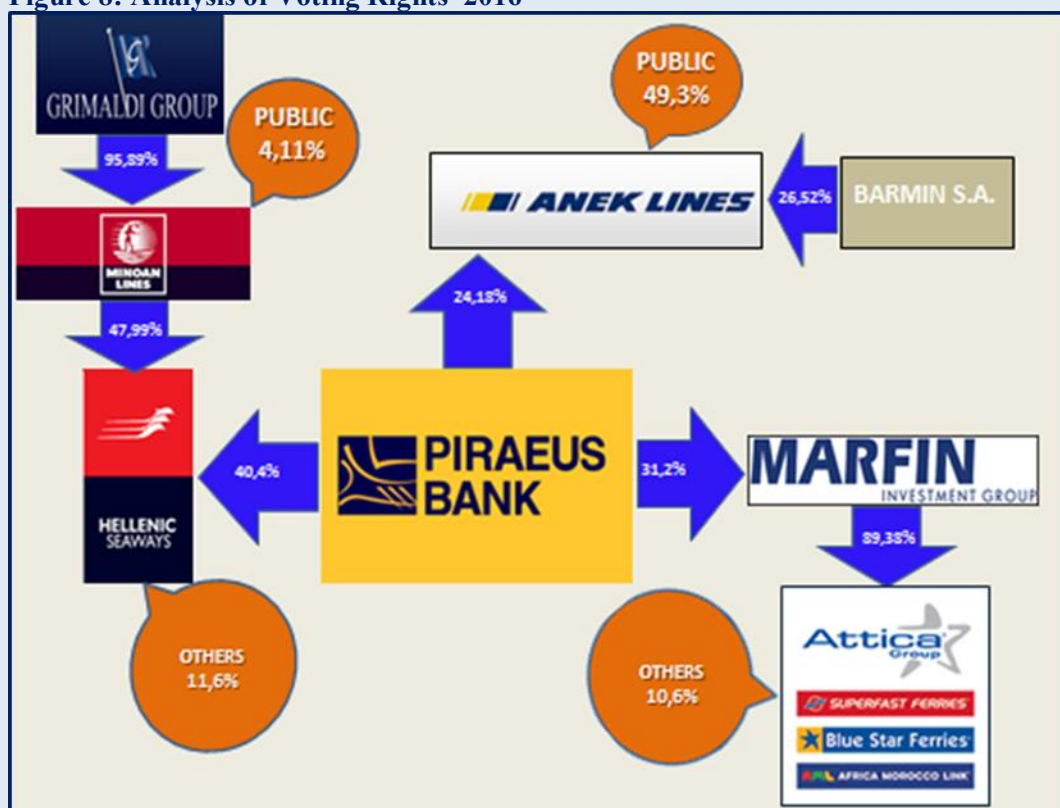 Figure 8: Analysis of Voting Rights 2016
GRIMALDI GROUP
95,89%
PUBLIC
4,11%
MINOAN
LINES
47,99%
HELLENIC
SEAWAYS
OTHERS
11,6%
40,4%
PIRAEUS
BANK
24,18%
PUBLIC
49,3%
ANEK LINES
26,52%
BARMIN S.A.
31,2%
MARFIN
INVESTMENT GROUP
89,38%
OTHERS
10,6%
Attica
Group
SUPERFAST FERRIES
Blue Star Ferries
AML AFRICA MOROCCO LINK